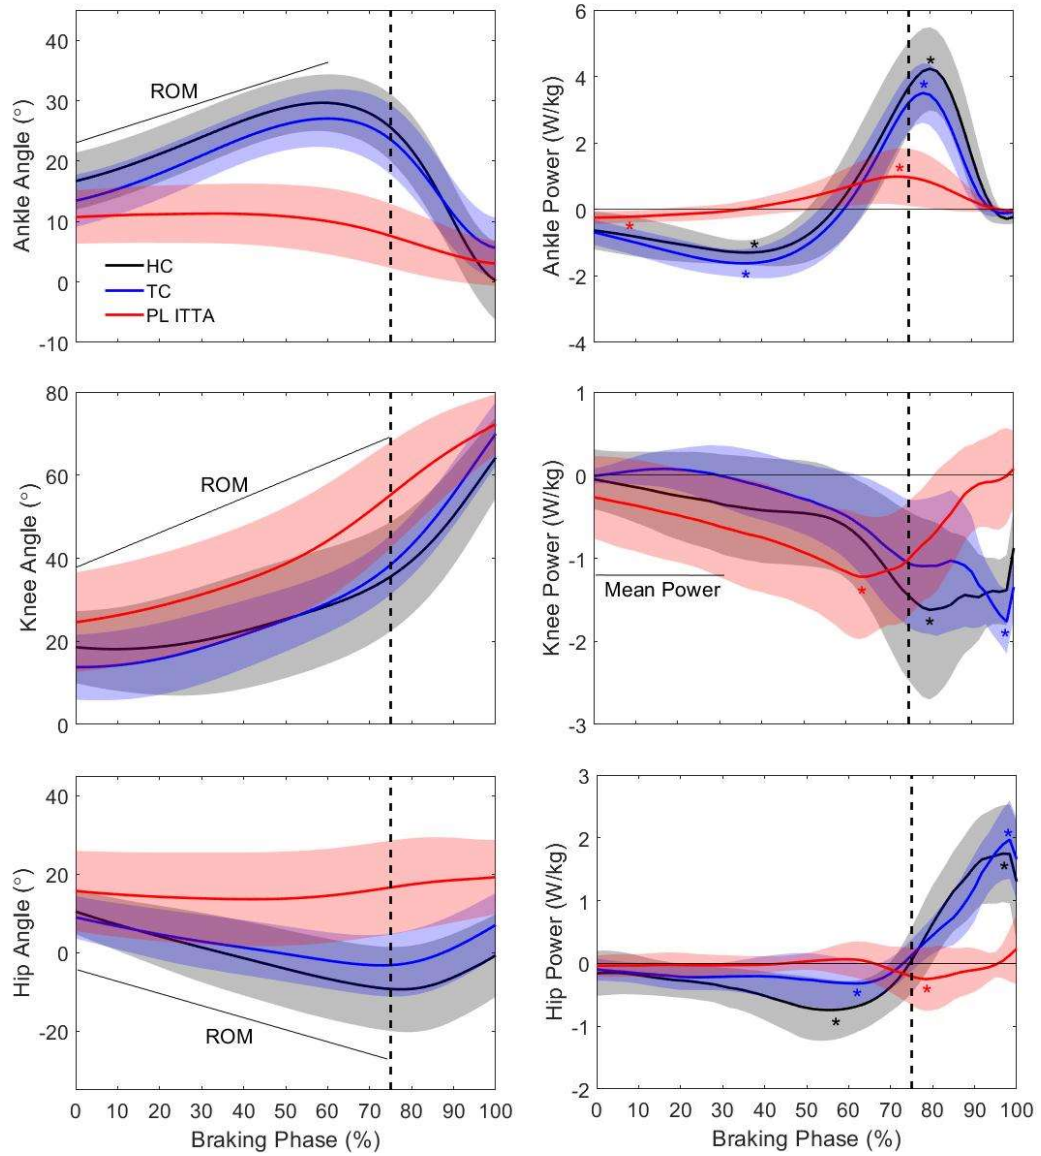 Ankle Angle (°)
40
30
20
10
0
-10
ROM
HC
TC
PL ITTA
Ankle Power (W/kg)
6
4
2
0
-2
-4
*
*
*
*
*
*
Knee Angle (°)
80
60
40
20
0
ROM
Knee Power (W/kg)
1
0
-1
-2
-3
Mean Power
*
*
*
Hip Angle (°)
40
20
0
-20
ROM
0 10 20 30 40 50 60 70 80 90 100
Braking Phase (%)
Hip Power (W/kg)
3
2
1
0
-1
-2
*
*
*
*
*
0 10 20 30 40 50 60 70 80 90 100
Braking Phase (%)